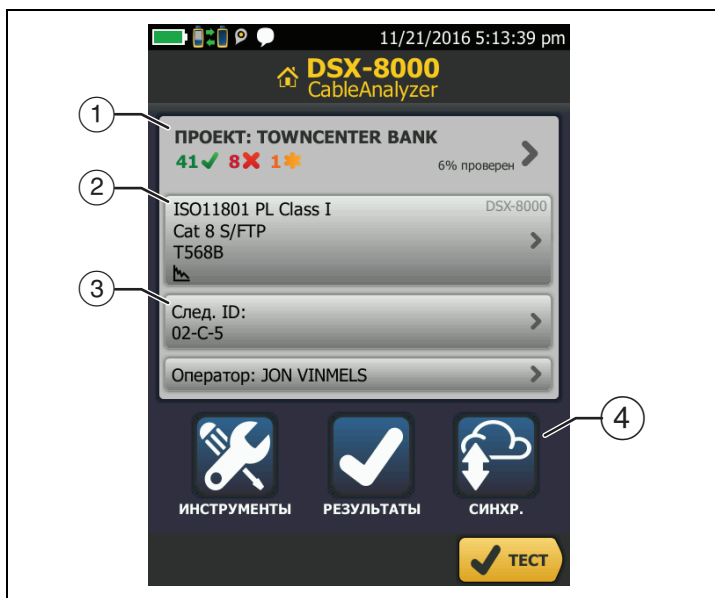 11/21/2016 5:13:39 pm
DSX-8000
CableAnalyzer
1
ПРОЕКТ: TOWNCENTER BANK
41 8 1
6% проверен
2
ISO11801 PL Class I
DSX-8000
Cat 8 S/FTP
T568B
3
След. ID:
02-C-5
Оператор: JON VINMELS
4
ИНСТРУМЕНТЫ РЕЗУЛЬТАТЫ СИНХР.
ТЕСТ